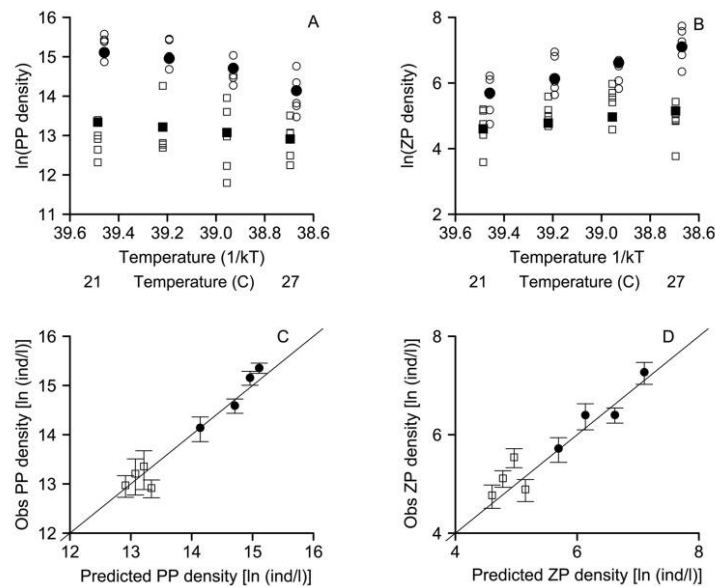 A
ln(PP density)
16
15
14
13
12
11
39.6 39.4 39.2 39.0 38.8 38.6
Temperature (1/kT)
21 Temperature (C) 27
B
ln(ZP density)
8
6
4
2
39.6 39.4 39.2 39.0 38.8 38.6
Temperature 1/kT
21 Temperature (C) 27
C
Obs PP density [ln (ind/l)]
16
15
14
13
12
12 13 14 15 16
Predicted PP density [ln (ind/l)]
D
Obs ZP density [ln (ind/l)]
8
6
4
4 6 8
Predicted ZP density [ln (ind/l)]